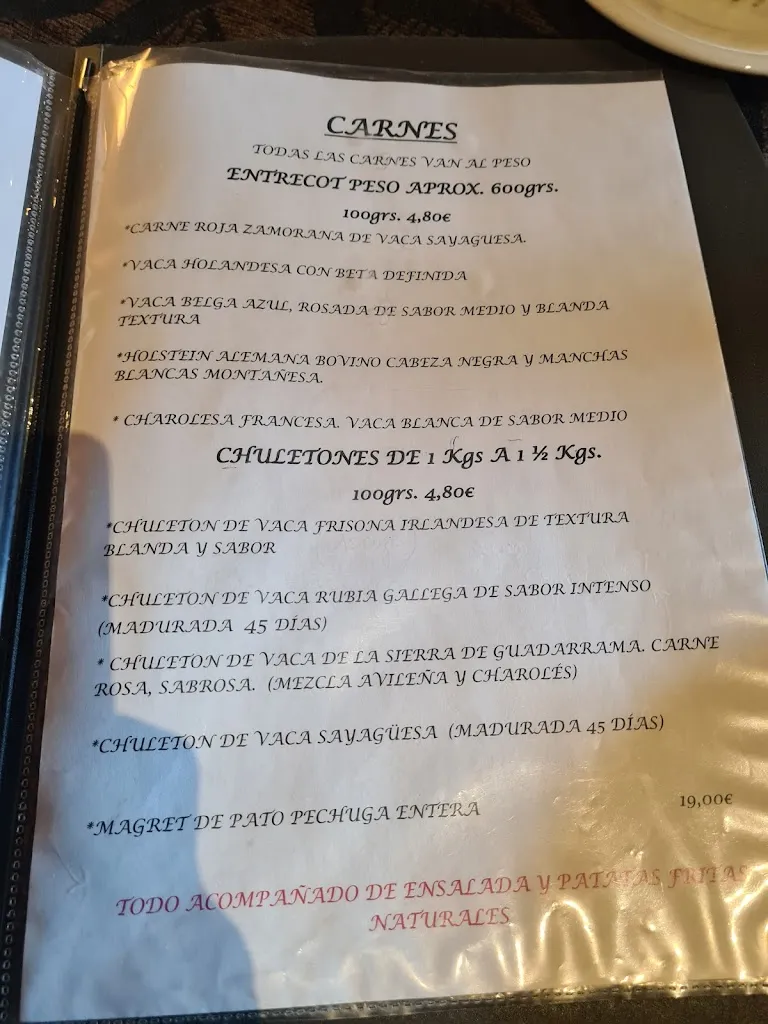 CARNES
TODAS LAS CARNES VAN AL PESO
ENTRECOT PESO APROX. 600grs.
100grs. 4,80€
*CARNE ROJA ZAMORANA DE VACA SAYAGUESA.
*VACA HOLANDESA CON BETA DEFINIDA
*VACA BELGA AZUL, ROSADA DE SABOR MEDIO Y BLANDA
TEXTURA
*HOLSTEIN ALEMANA BOVINO CABEZA NEGRA Y MANCHAS
BLANCAS MONTAÑESA.
* CHAROLESA FRANCESA. VACA BLANCA DE SABOR MEDIO
CHULETONES DE 1 Kgs A 1 ½ Kgs.
100grs. 4,80€
*CHULETON DE VACA FRISONA IRLANDESA DE TEXTURA
BLANDA Y SABOR
*CHULETON DE VACA RUBIA GALLEGA DE SABOR INTENSO
(MADURADA 45 DÍAS)
* CHULETON DE VACA DE LA SIERRA DE GUADARRAMA. CARNE
ROSA, SABROSA. (MEZCLA AVILEÑA Y CHAROLÉS)
*CHULETON DE VACA SAYAGÜESA (MADURADA 45 DÍAS)
*MAGRET DE PATO PECHUGA ENTERA 19,00€
TODO ACOMPAÑADO DE ENSALADA Y PATATAS FRITAS
NATURALES